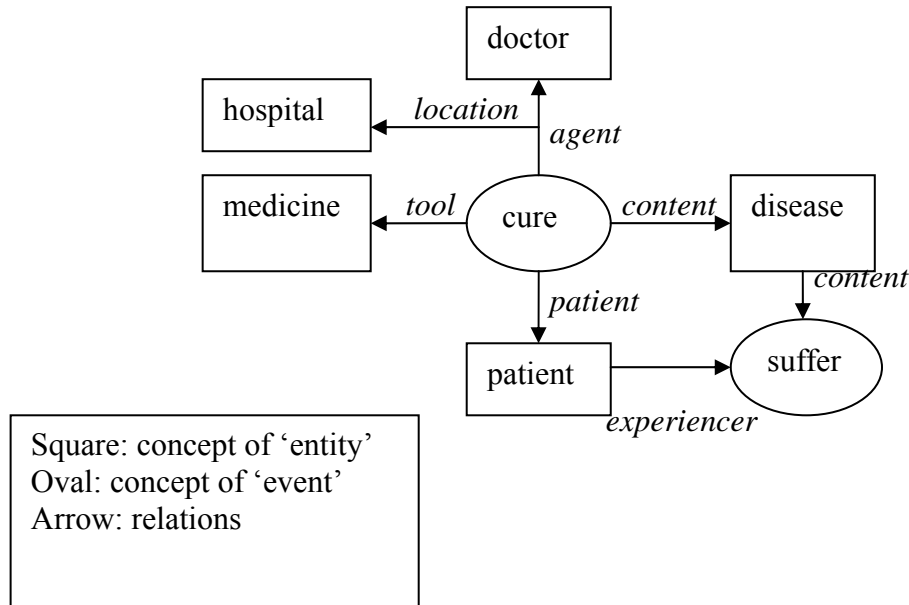 doctor
hospital
location
agent
medicine
tool
cure
content
disease
content
patient
suffer
patient
experiencer
Square: concept of ‘entity’
Oval: concept of ‘event’
Arrow: relations